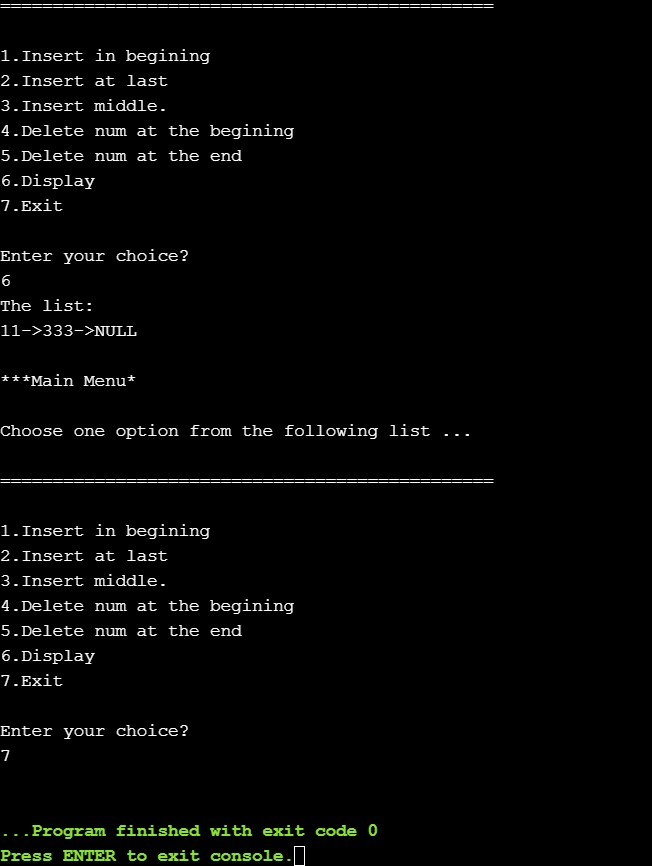 ===============================================
1.Insert in begining
2.Insert at last
3.Insert middle.
4.Delete num at the begining
5.Delete num at the end
6.Display
7.Exit
Enter your choice?
6
The list:
11->333->NULL
***Main Menu*
Choose one option from the following list ...
===============================================
1.Insert in begining
2.Insert at last
3.Insert middle.
4.Delete num at the begining
5.Delete num at the end
6.Display
7.Exit
Enter your choice?
7
...Program finished with exit code 0
Press ENTER to exit console.